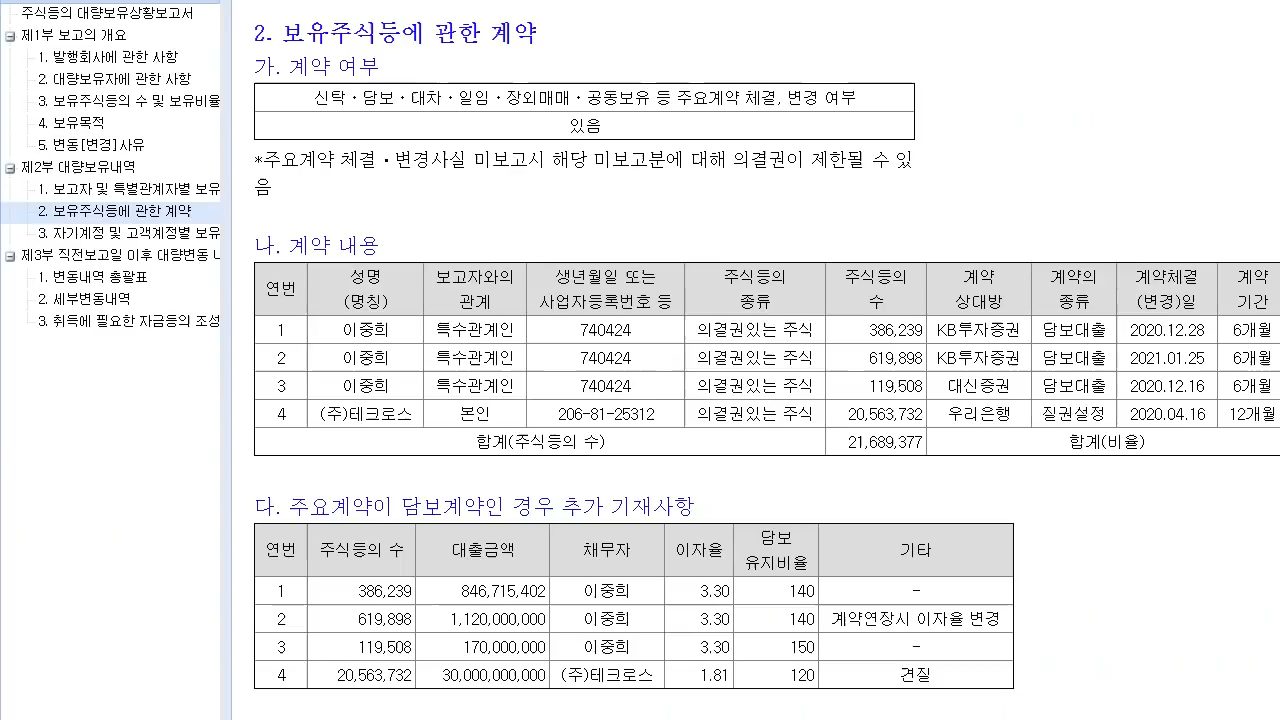 주식등의 대량보유상황보고서
제1부 보고의 개요
1. 발행회사에 관한 사항
2. 대량보유자에 관한 사항
3. 보유주식등의 수 및 보유비율
4. 보유목적
5. 변동[변경]사유
제2부 대량보유내역
1. 보고자 및 특별관계자별 보유
2. 보유주식등에 관한 계약
3. 자기계정 및 고객계정별 보유
제3부 직전보고일 이후 대량변동
1. 변동내역 총괄표
2. 세부변동내역
3. 취득에 필요한 자금등의 조성
2. 보유주식등에 관한 계약
가. 계약 여부
신탁・담보・대차・일임・장외매매・공동보유 등 주요계약 체결, 변경 여부
있음
*주요계약 체결・변경사실 미보고시 해당 미보고분에 대해 의결권이 제한될 수 있
음
나. 계약 내용
연번 성명 (명칭) 보고자와의 관계 생년월일 또는 사업자등록번호 등 주식등의 종류 주식등의 수 계약 상대방 계약의 종류 계약체결 (변경)일 계약 기간
1 이중희 특수관계인 740424 의결권있는 주식 386,239 KB투자증권 담보대출 2020.12.28 6개월
2 이중희 특수관계인 740424 의결권있는 주식 619,898 KB투자증권 담보대출 2021.01.25 6개월
3 이중희 특수관계인 740424 의결권있는 주식 119,508 대신증권 담보대출 2020.12.16 6개월
4 (주)테크로스 본인 206-81-25312 의결권있는 주식 20,563,732 우리은행 질권설정 2020.04.16 12개월
합계(주식등의 수) 21,689,377 합계(비율)
다. 주요계약이 담보계약인 경우 추가 기재사항
연번 주식등의 수 대출금액 채무자 이자율 담보 유지비율 기타
1 386,239 846,715,402 이중희 3.30 140 -
2 619,898 1,120,000,000 이중희 3.30 140 계약연장시 이자율 변경
3 119,508 170,000,000 이중희 3.30 150 -
4 20,563,732 30,000,000,000 (주)테크로스 1.81 120 견질